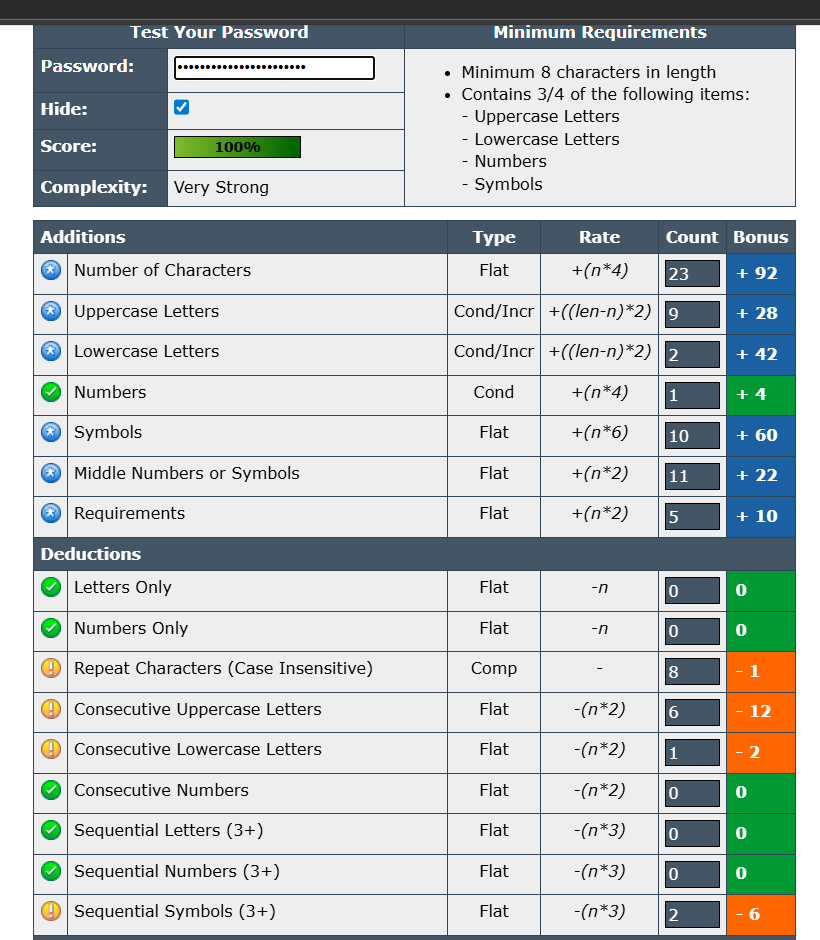 Test Your Password Minimum Requirements
Password: •••••••••••••••••••••••
Hide:
Score: 100%
Complexity: Very Strong
• Minimum 8 characters in length
• Contains 3/4 of the following items:
- Uppercase Letters
- Lowercase Letters
- Numbers
- Symbols
Additions Type Rate Count Bonus
Number of Characters Flat +(n*4) 23 + 92
Uppercase Letters Cond/Incr +((len-n)*2) 9 + 28
Lowercase Letters Cond/Incr +((len-n)*2) 2 + 42
Numbers Cond +(n*4) 1 + 4
Symbols Flat +(n*6) 10 + 60
Middle Numbers or Symbols Flat +(n*2) 11 + 22
Requirements Flat +(n*2) 5 + 10
Deductions
Letters Only Flat -n 0 0
Numbers Only Flat -n 0 0
Repeat Characters (Case Insensitive) Comp - 8 - 1
Consecutive Uppercase Letters Flat -(n*2) 6 - 12
Consecutive Lowercase Letters Flat -(n*2) 1 - 2
Consecutive Numbers Flat -(n*2) 0 0
Sequential Letters (3+) Flat -(n*3) 0 0
Sequential Numbers (3+) Flat -(n*3) 0 0
Sequential Symbols (3+) Flat -(n*3) 2 - 6